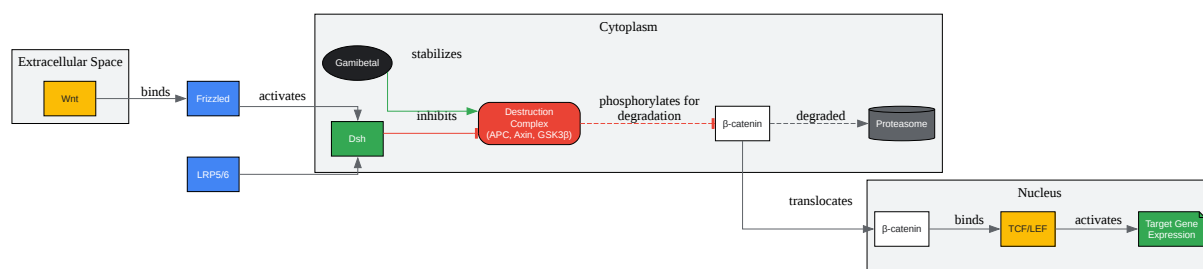 Cytoplasm
Extracellular Space
Gamibetal
stabilizes
Wnt
binds
Frizzled
activates
inhibits
Destruction
Complex
(APC, Axin, GSK3β)
phosphorylates for
degradation
β-catenin
degraded
Proteasome
Dsh
LRP5/6
Nucleus
translocates
β-catenin
binds
TCF/LEF
activates
Target Gene
Expression